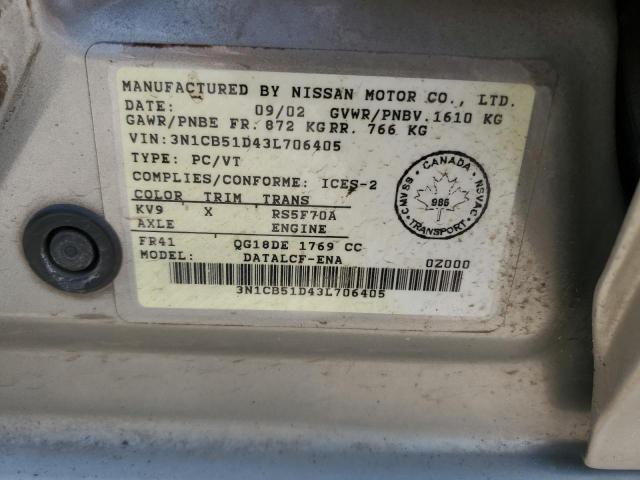 MANUFACTURED BY NISSAN MOTOR CO., LTD.
DATE: 09/02 GVWR/PNBV.1610 KG
GAWR/PNBE FR. 872 KG RR. 766 KG
VIN: 3N1CB51D43L706405
TYPE: PC/VT
COMPLIES/CONFORME: ICES-2
COLOR TRIM TRANS
KV9 X RS5F70A
AXLE ENGINE
FR41 QG18DE 1769 CC
MODEL: DATALCF-ENA 0Z000
3N1CB51D43L706405
CANADA
CMVSS NSVAC
986
TRANSPORT